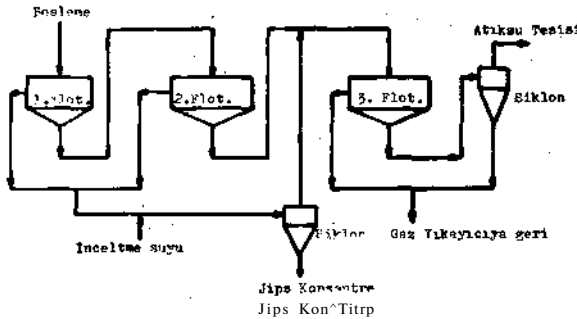 Besleme
Atıksu Tesisi
1.Flot.
2.Flot.
3. Flot.
Siklon
İnceltme suyu
Siklon
Gaz Yıkayıcıya geri
Jips Konsantre
Jips Kon^Titrp